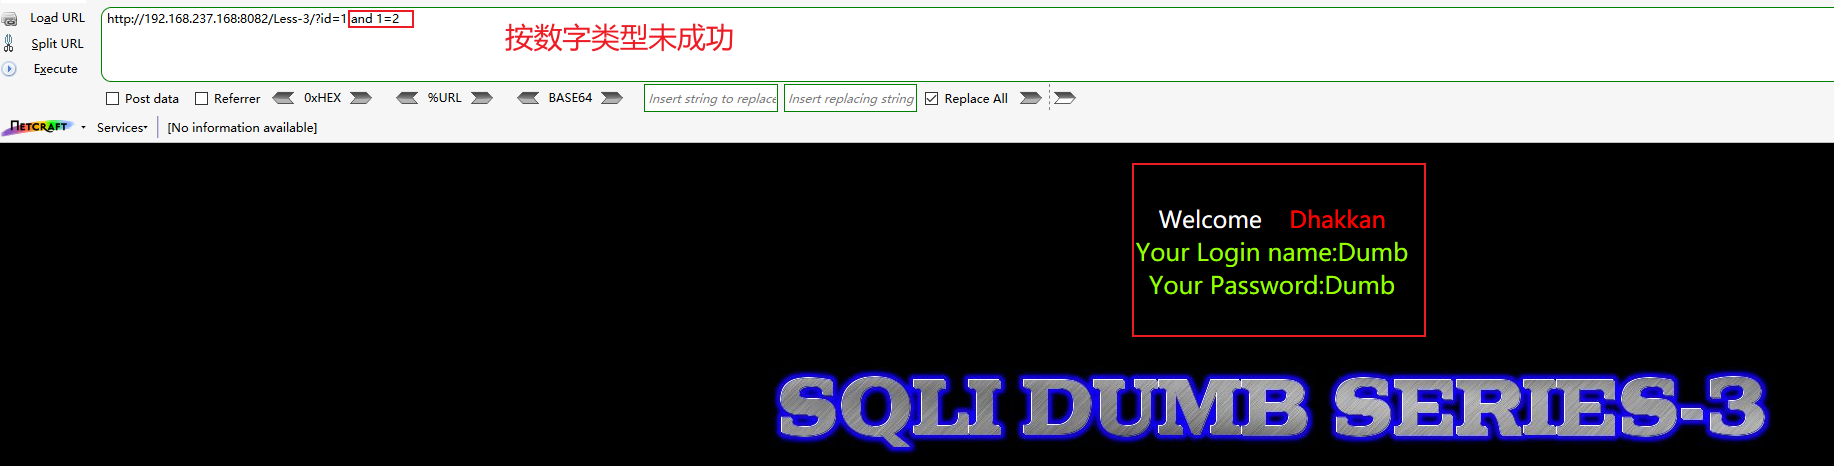 Load URL
http://192.168.237.168:8082/Less-3/?id=1 and 1=2
按数字类型未成功
Split URL
Execute
Post data Referrer 0xHEX %URL BASE64 Insert string to replace Insert replacing string Replace All
NETCRAFT Services [No information available]
Welcome Dhakkan
Your Login name:Dumb
Your Password:Dumb
SQLI DUMB SERIES-3